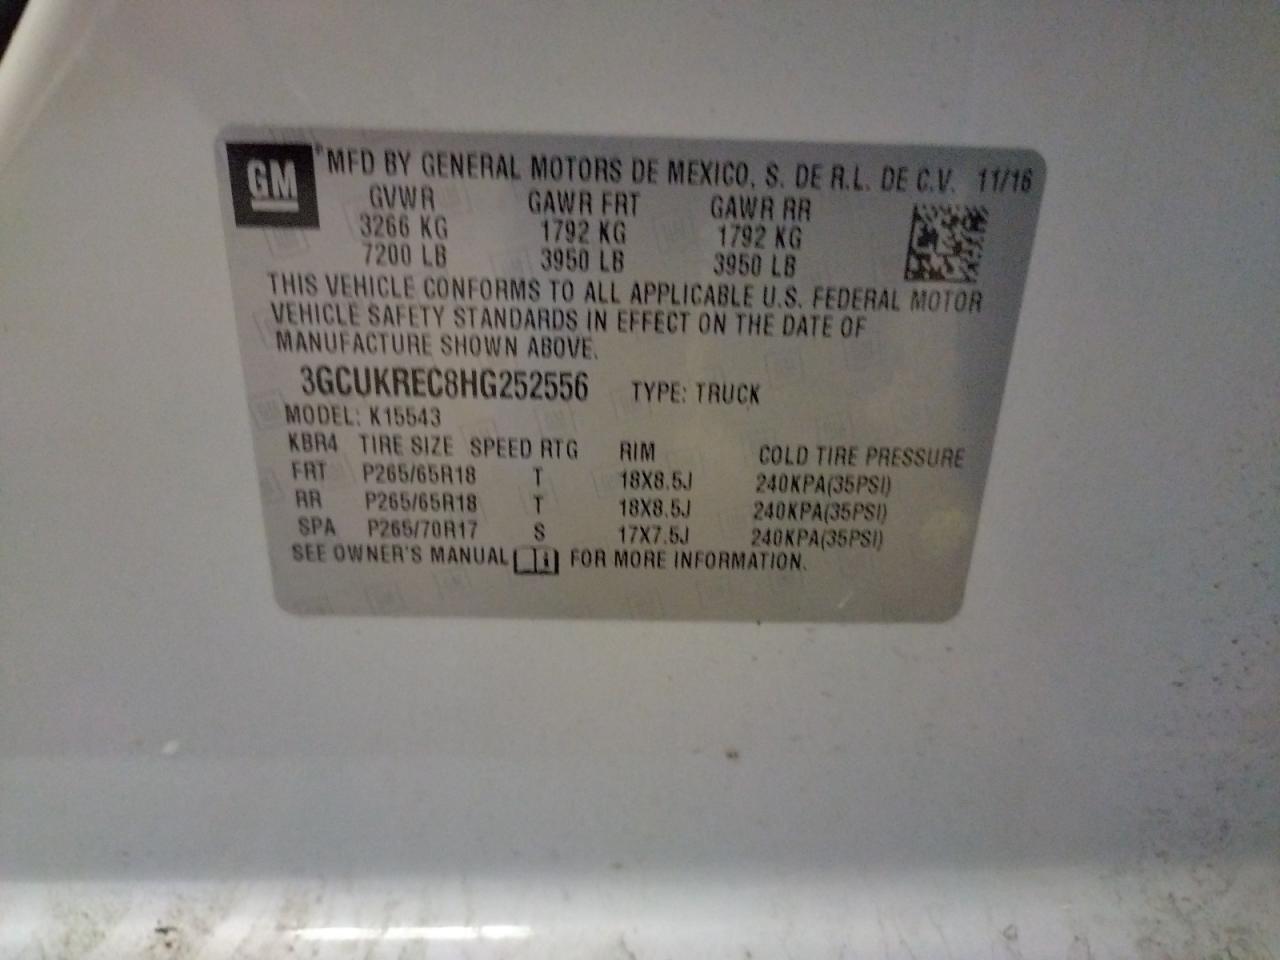 GM
®MFD BY GENERAL MOTORS DE MEXICO, S. DE R.L. DE C.V. 11/16
GVWR GAWR FRT GAWR RR
3266 KG 1792 KG 1792 KG
7200 LB 3950 LB 3950 LB
THIS VEHICLE CONFORMS TO ALL APPLICABLE U.S. FEDERAL MOTOR
VEHICLE SAFETY STANDARDS IN EFFECT ON THE DATE OF
MANUFACTURE SHOWN ABOVE.
3GCUKREC8HG252556 TYPE: TRUCK
MODEL: K15543
KBR4 TIRE SIZE SPEED RTG RIM COLD TIRE PRESSURE
FRT P265/65R18 T 18X8.5J 240KPA(35PSI)
RR P265/65R18 T 18X8.5J 240KPA(35PSI)
SPA P265/70R17 S 17X7.5J 240KPA(35PSI)
SEE OWNER'S MANUAL i FOR MORE INFORMATION.